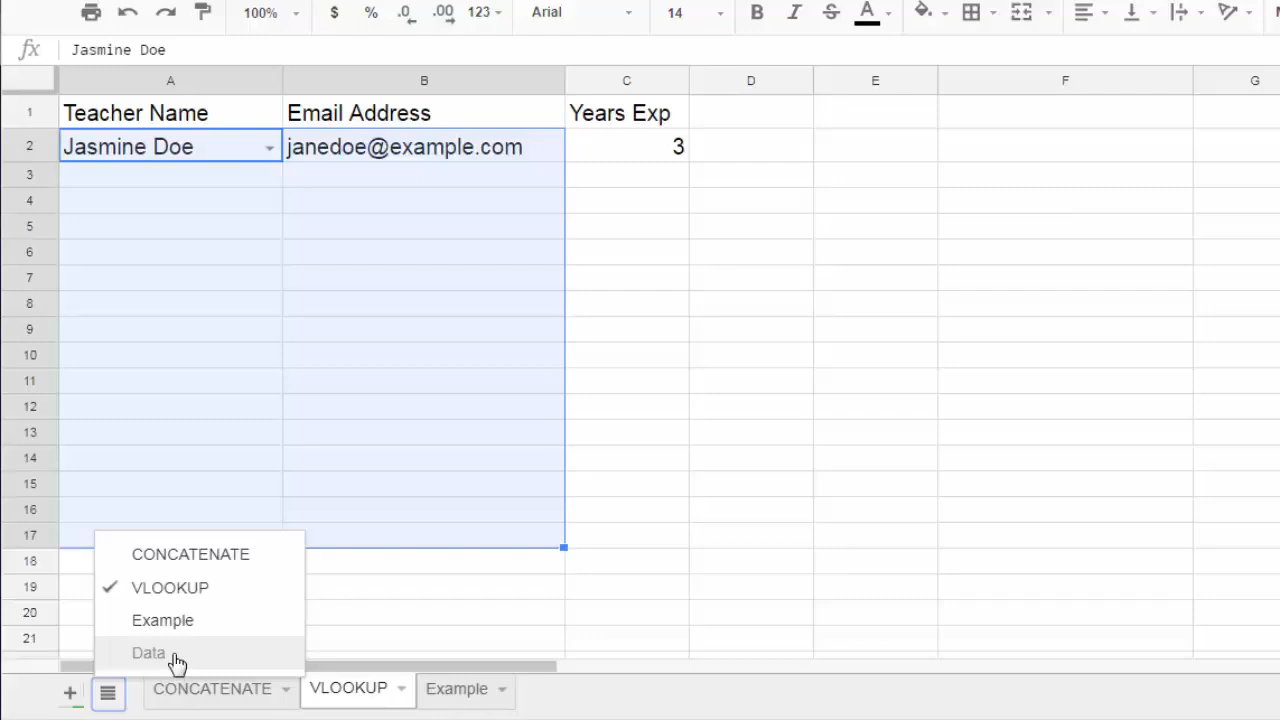 100% $ % .0 .00 123 Arial 14 B I S A
fx Jasmine Doe
A B C D E F G
1 Teacher Name Email Address Years Exp
2 Jasmine Doe janedoe@example.com 3
3
4
5
6
7
8
9
10
11
12
13
14
15
16
17
CONCATENATE
18
VLOOKUP
19
Example
20
21
Data
CONCATENATE VLOOKUP Example